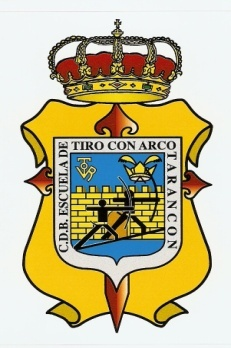 C.D.B. ESCUELA DE
TIRO CON ARCO
TARANCON